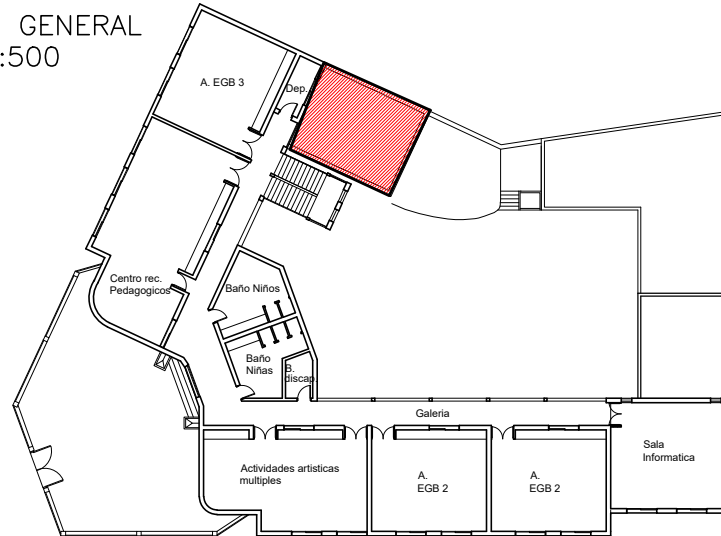 GENERAL
:500
A. EGB 3
Dep.
Centro rec.
Pedagogicos
Baño Niños
Baño
Niñas
B.
discap.
Galeria
Actividades artisticas
multiples
A.
EGB 2
A.
EGB 2
Sala
Informatica